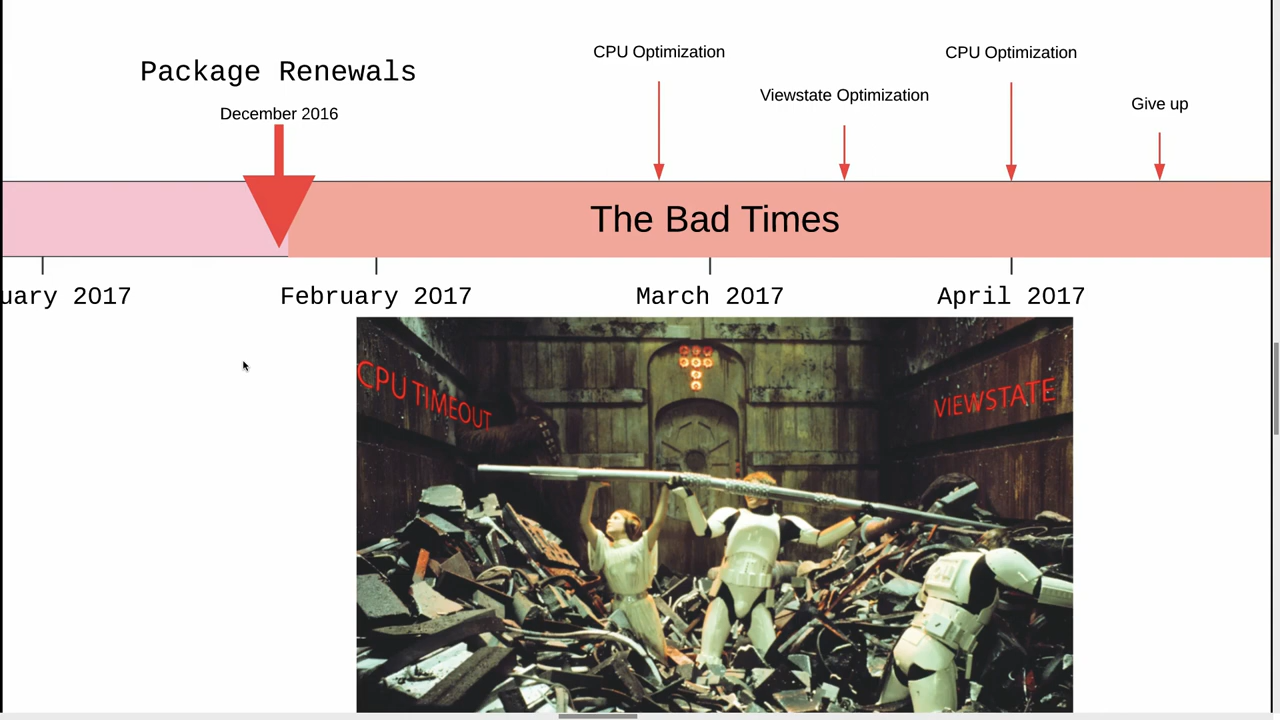 CPU Optimization
CPU Optimization
Package Renewals
Viewstate Optimization
Give up
December 2016
The Bad Times
uary 2017
February 2017
March 2017
April 2017
CPU TIMEOUT
VIEWSTATE